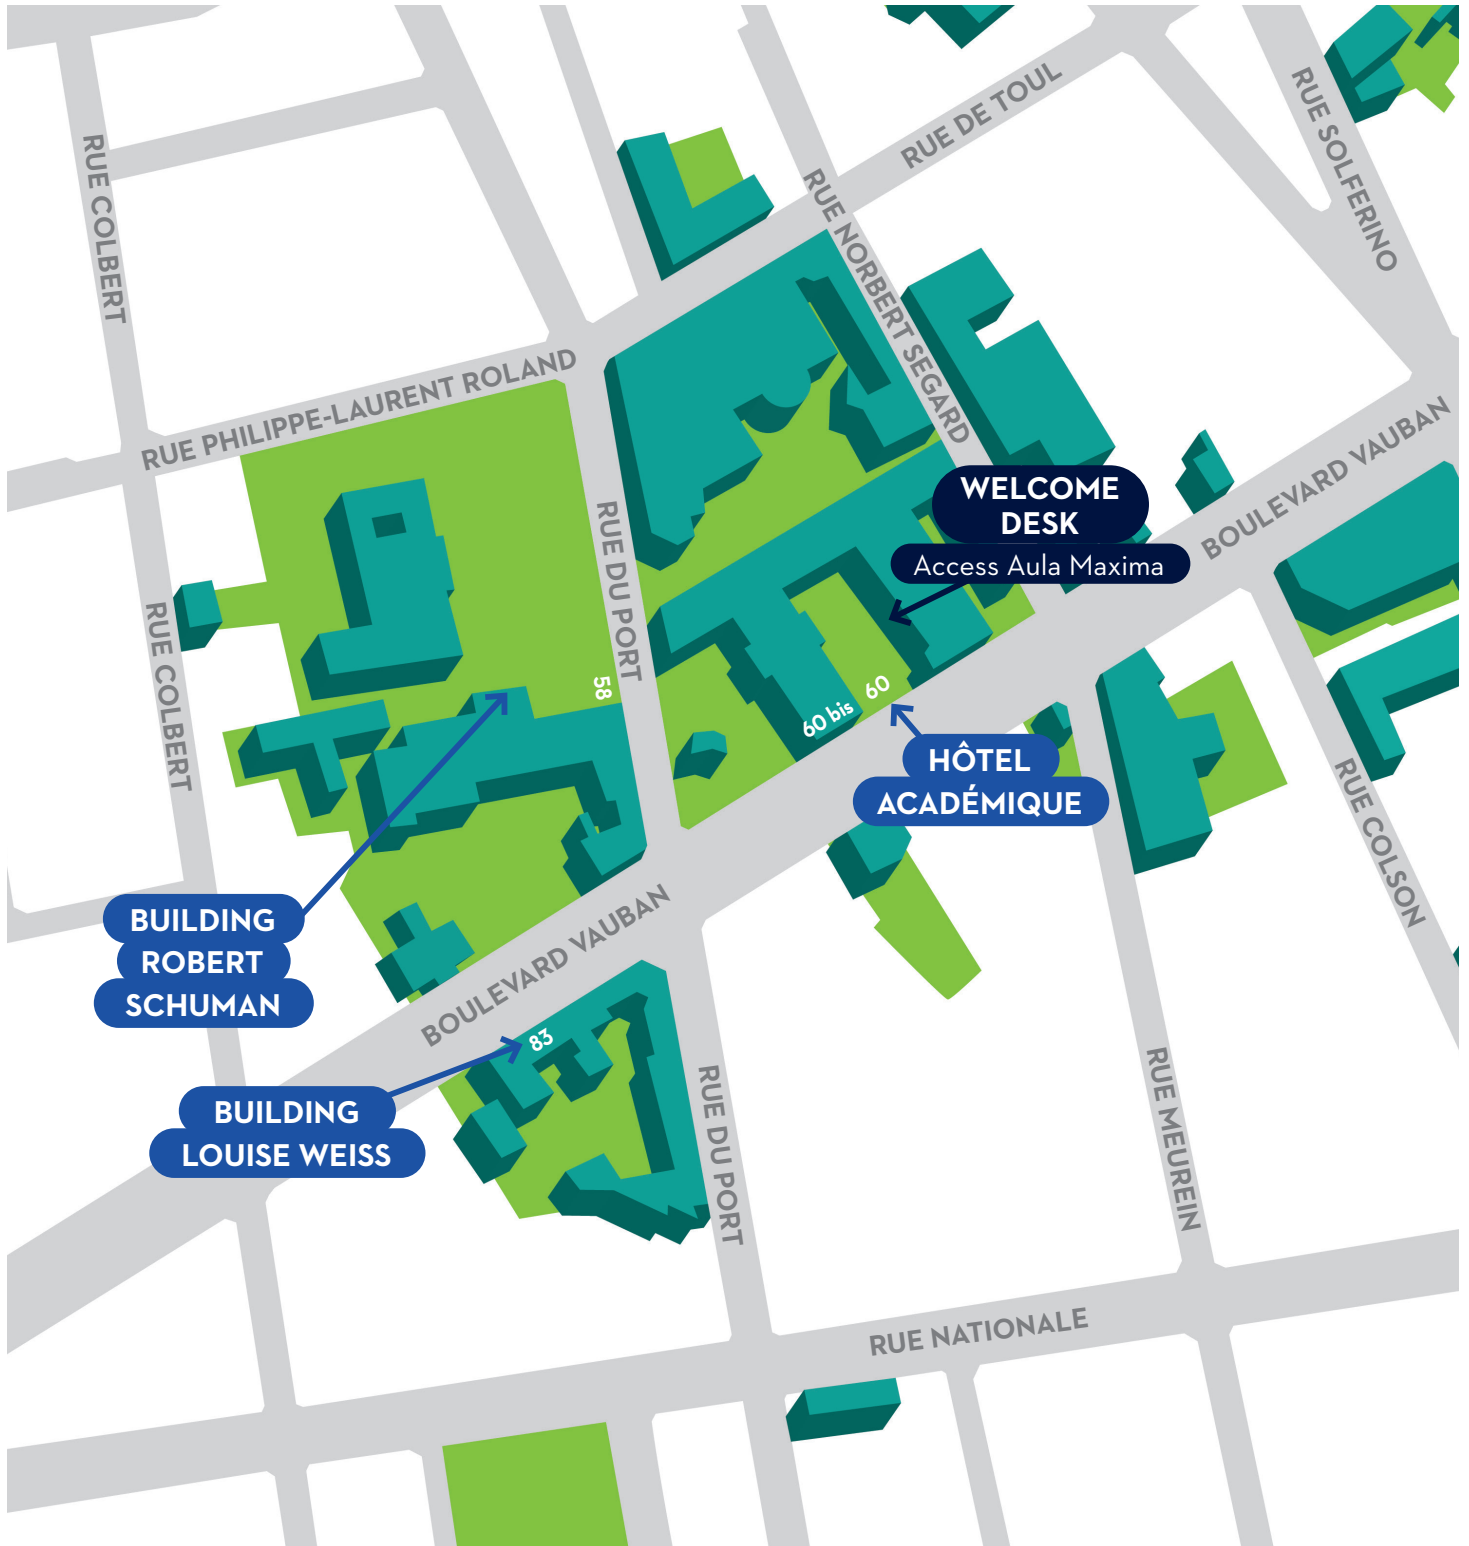 RUE DE TOUL
RUE SOLFERINO
RUE COLBERT
RUE NORBERT SEGARD
RUE PHILIPPE-LAURENT ROLAND
BOULEVARD VAUBAN
WELCOME
DESK
Access Aula Maxima
RUE DU PORT
RUE COLBERT
58
60
60 bis
HÔTEL
ACADÉMIQUE
RUE COLSON
BUILDING
ROBERT
SCHUMAN
BOULEVARD VAUBAN
83
BUILDING
LOUISE WEISS
RUE DU PORT
RUE MEUREIN
RUE NATIONALE